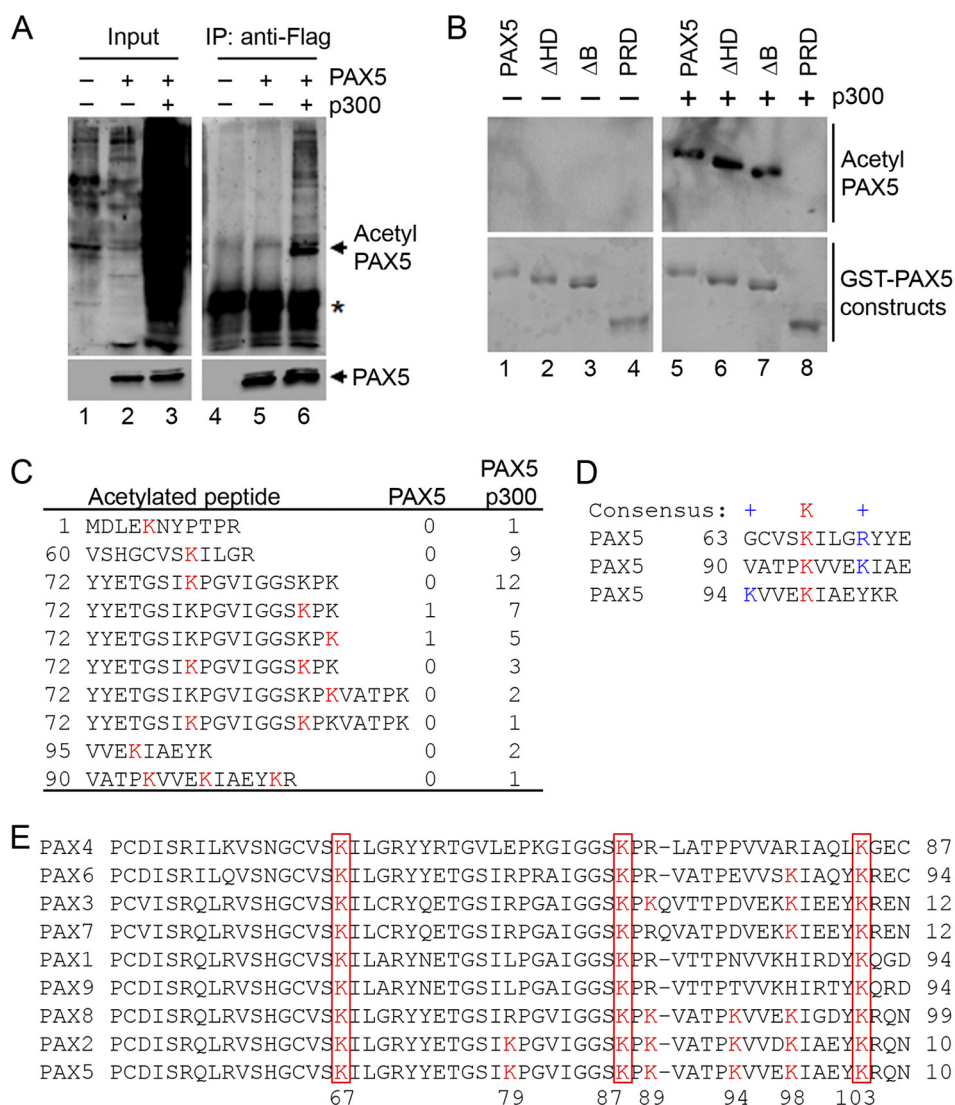 A
Input
IP: anti-Flag
– + + – + + PAX5
– – + – – + p300
Acetyl
PAX5
*
PAX5
1 2 3 4 5 6
B
PAX5 ΔHD ΔB PRD PAX5 ΔHD ΔB PRD
– – – – + + + + p300
Acetyl
PAX5
GST-PAX5
constructs
1 2 3 4 5 6 7 8
C
PAX5
Acetylated peptide PAX5 p300
1 MDLEKNYPTPR 0 1
60 VSHGCVSKILGR 0 9
72 YYETGSIKPGVIGGSKPK 0 12
72 YYETGSIKPGVIGGSKPK 1 7
72 YYETGSIKPGVIGGSKPK 1 5
72 YYETGSIKPGVIGGSKPK 0 3
72 YYETGSIKPGVIGGSKPKVATPK 0 2
72 YYETGSIKPGVIGGSKPKVATPK 0 1
95 VVEKIAEYK 0 2
90 VATPKVVEKIAEYKR 0 1
D
Consensus: + K +
PAX5 63 GCVSKILGRYYE
PAX5 90 VATPKVVEKIAE
PAX5 94 KVVEKIAEYKR
E
PAX4 PCDISRILKVSNGCVSKILGRYYRTGVLEPKGIGGSKPR-LATPPVVARIAQLKGEC 87
PAX6 PCDISRILQVSNGCVSKILGRYYETGSIRPRAIGGSKPR-VATPEVVSKIAQYKREC 94
PAX3 PCVISRQLRVSHGCVSKILCRYQETGSIRPGAIGGSKPKQVTTPDVEKKIEEYKREN 12
PAX7 PCVISRQLRVSHGCVSKILCRYQETGSIRPGAIGGSKPRQVATPDVEKKIEEYKREN 12
PAX1 PCDISRQLRVSHGCVSKILARYNETGSILPGAIGGSKPR-VTTPNVVKHIRDYKQGD 94
PAX9 PCDISRQLRVSHGCVSKILARYNETGSILPGAIGGSKPR-VTTPTVVKHIRTYKQRD 94
PAX8 PCDISRQLRVSHGCVSKILGRYYETGSIRPGVIGGSKPK-VATPKVVEKIGDYKRQN 99
PAX2 PCDISRQLRVSHGCVSKILGRYYETGSIKPGVIGGSKPK-VATPKVVDKIAEYKRQN 10
PAX5 PCDISRQLRVSHGCVSKILGRYYETGSIKPGVIGGSKPK-VATPKVVEKIAEYKRQN 10
67 79 87 89 94 98 103